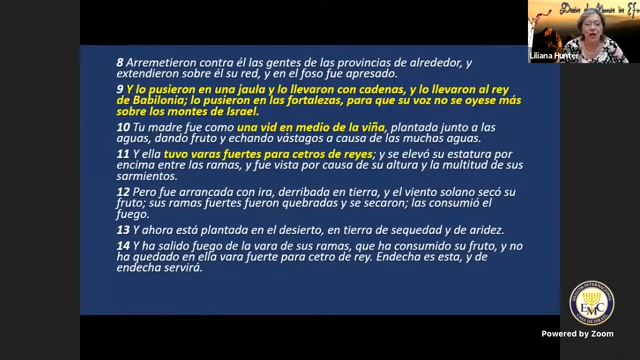 Liliana Hunter
8 Arremetieron contra él las gentes de las provincias de alrededor, y
extendieron sobre él su red, y en el foso fue apresado.
9 Y lo pusieron en una jaula y lo llevaron con cadenas, y lo llevaron al rey
de Babilonia; lo pusieron en las fortalezas, para que su voz no se oyese más
sobre los montes de Israel.
10 Tu madre fue como una vid en medio de la viña, plantada junto a las
aguas, dando fruto y echando vástagos a causa de las muchas aguas.
11 Y ella tuvo varas fuertes para cetros de reyes; y se elevó su estatura por
encima entre las ramas, y fue vista por causa de su altura y la multitud de sus
sarmientos.
12 Pero fue arrancada con ira, derribada en tierra, y el viento solano secó su
fruto; sus ramas fuertes fueron quebradas y se secaron; las consumió el
fuego.
13 Y ahora está plantada en el desierto, en tierra de sequedad y de aridez.
14 Y ha salido fuego de la vara de sus ramas, que ha consumido su fruto, y no
ha quedado en ella vara fuerte para cetro de rey. Endecha es esta, y de
endecha servirá.
EMC
Powered by Zoom